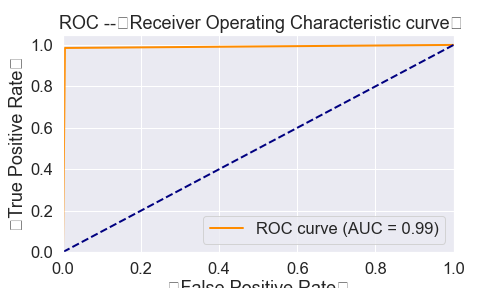 ROC --▯Receiver Operating Characteristic curve▯
1.0
0.8
0.6
0.4
0.2
0.0
▯True Positive Rate▯
ROC curve (AUC = 0.99)
0.0 0.2 0.4 0.6 0.8 1.0
▯False Positive Rate▯